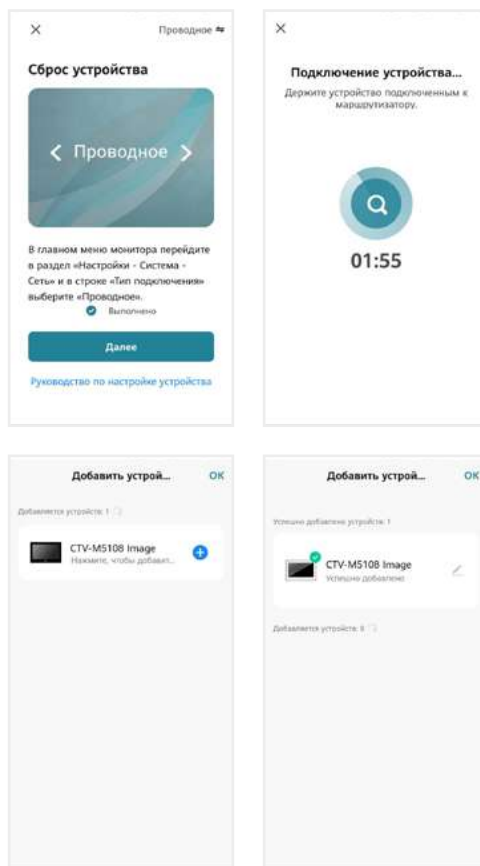 Проводное
Сброс устройства
Проводное
В главном меню монитора перейдите
в раздел «Настройки - Система -
Сеть» и в строке «Тип подключения»
выберите «Проводное».
Выполнено
Далее
Руководство по настройке устройства
Подключение устройства...
Держите устройство подключенным к
маршрутизатору.
01:55
Добавить устрой... ОК
Добавляется устройств: 1
CTV-M5108 Image
Нажмите, чтобы добавит...
Добавить устрой... ОК
Успешно добавлено устройств: 1
CTV-M5108 Image
Успешно добавлено
Добавляется устройств: 0